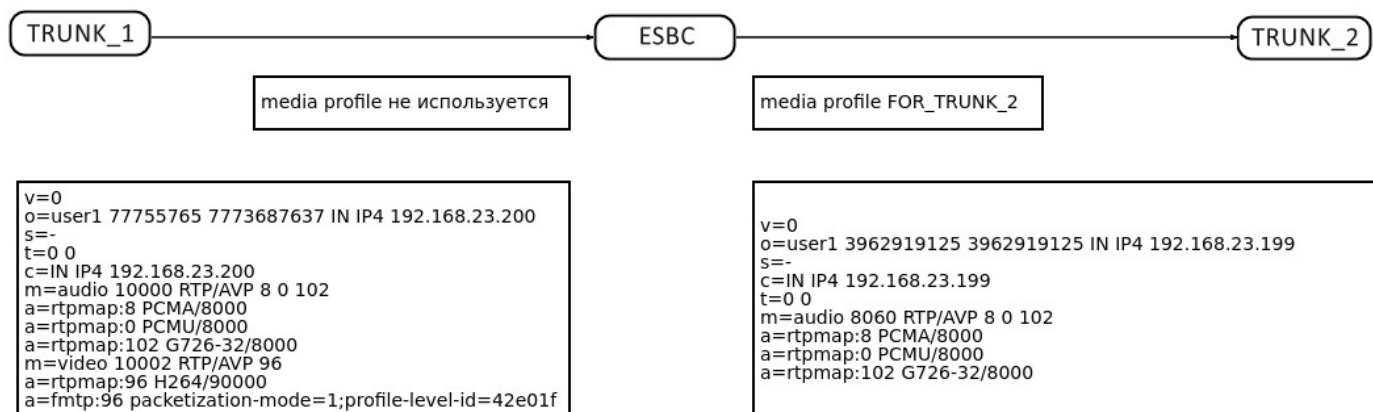 TRUNK_1
ESBC
TRUNK_2
media profile не используется
media profile FOR_TRUNK_2
v=0
o=user1 77755765 7773687637 IN IP4 192.168.23.200
s=-
t=0 0
c=IN IP4 192.168.23.200
m=audio 10000 RTP/AVP 8 0 102
a=rtpmap:8 PCMA/8000
a=rtpmap:0 PCMU/8000
a=rtpmap:102 G726-32/8000
m=video 10002 RTP/AVP 96
a=rtpmap:96 H264/90000
a=fmtp:96 packetization-mode=1;profile-level-id=42e01f
v=0
o=user1 3962919125 3962919125 IN IP4 192.168.23.199
s=-
c=IN IP4 192.168.23.199
t=0 0
m=audio 8060 RTP/AVP 8 0 102
a=rtpmap:8 PCMA/8000
a=rtpmap:0 PCMU/8000
a=rtpmap:102 G726-32/8000